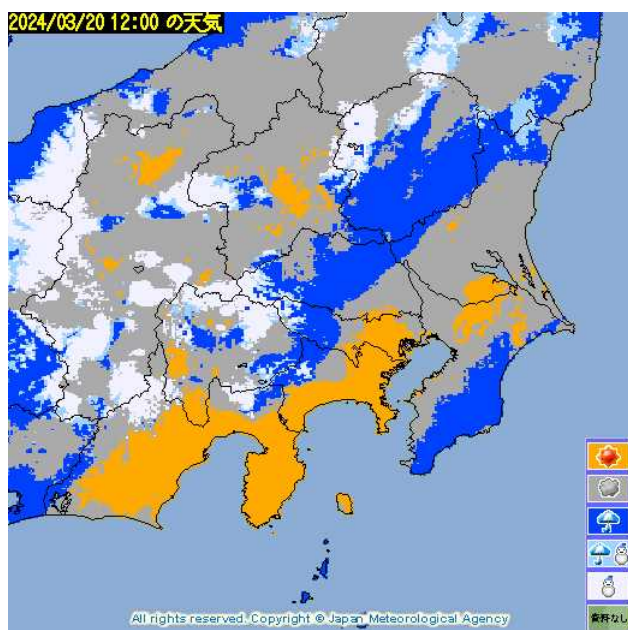 2024/03/20 12:00 の天気
資料なし
All rights reserved. Copyright © Japan Meteorological Agency